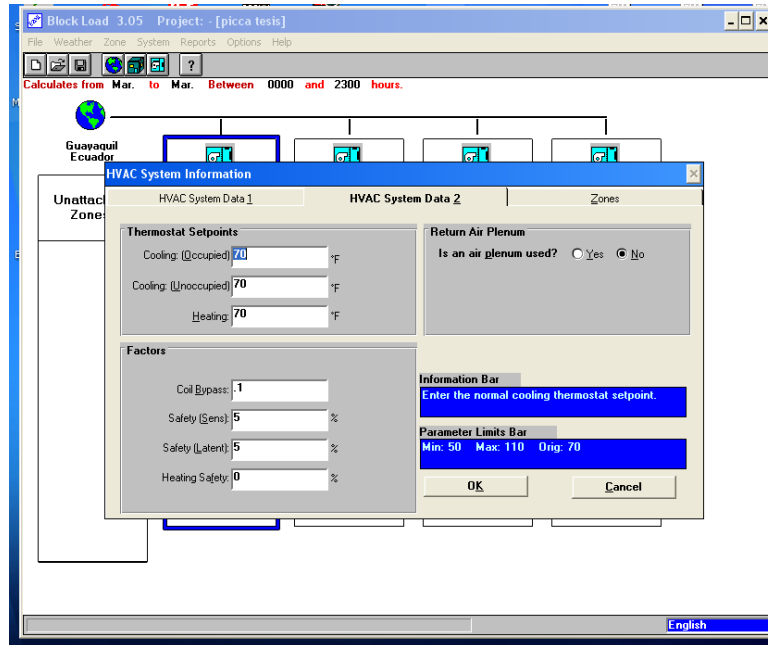 Block Load 3.05 Project: - [picca tesis]
File Weather Zone System Reports Options Help
?
Calculates from Mar. to Mar. Between 0000 and 2300 hours.
Guayaquil
Ecuador
HVAC System Information
HVAC System Data 1 HVAC System Data 2 Zones
Unattac
Zone
Thermostat Setpoints
Cooling: (Occupied) 70 °F
Cooling: (Unoccupied) 70 °F
Heating: 70 °F
Return Air Plenum
Is an air plenum used? Yes No
Factors
Coil Bypass: .1
Safety (Sens): 5 %
Safety (Latent): 5 %
Heating Safety: 0 %
Information Bar
Enter the normal cooling thermostat setpoint.
Parameter Limits Bar
Min: 50 Max: 110 Orig: 70
OK Cancel
English